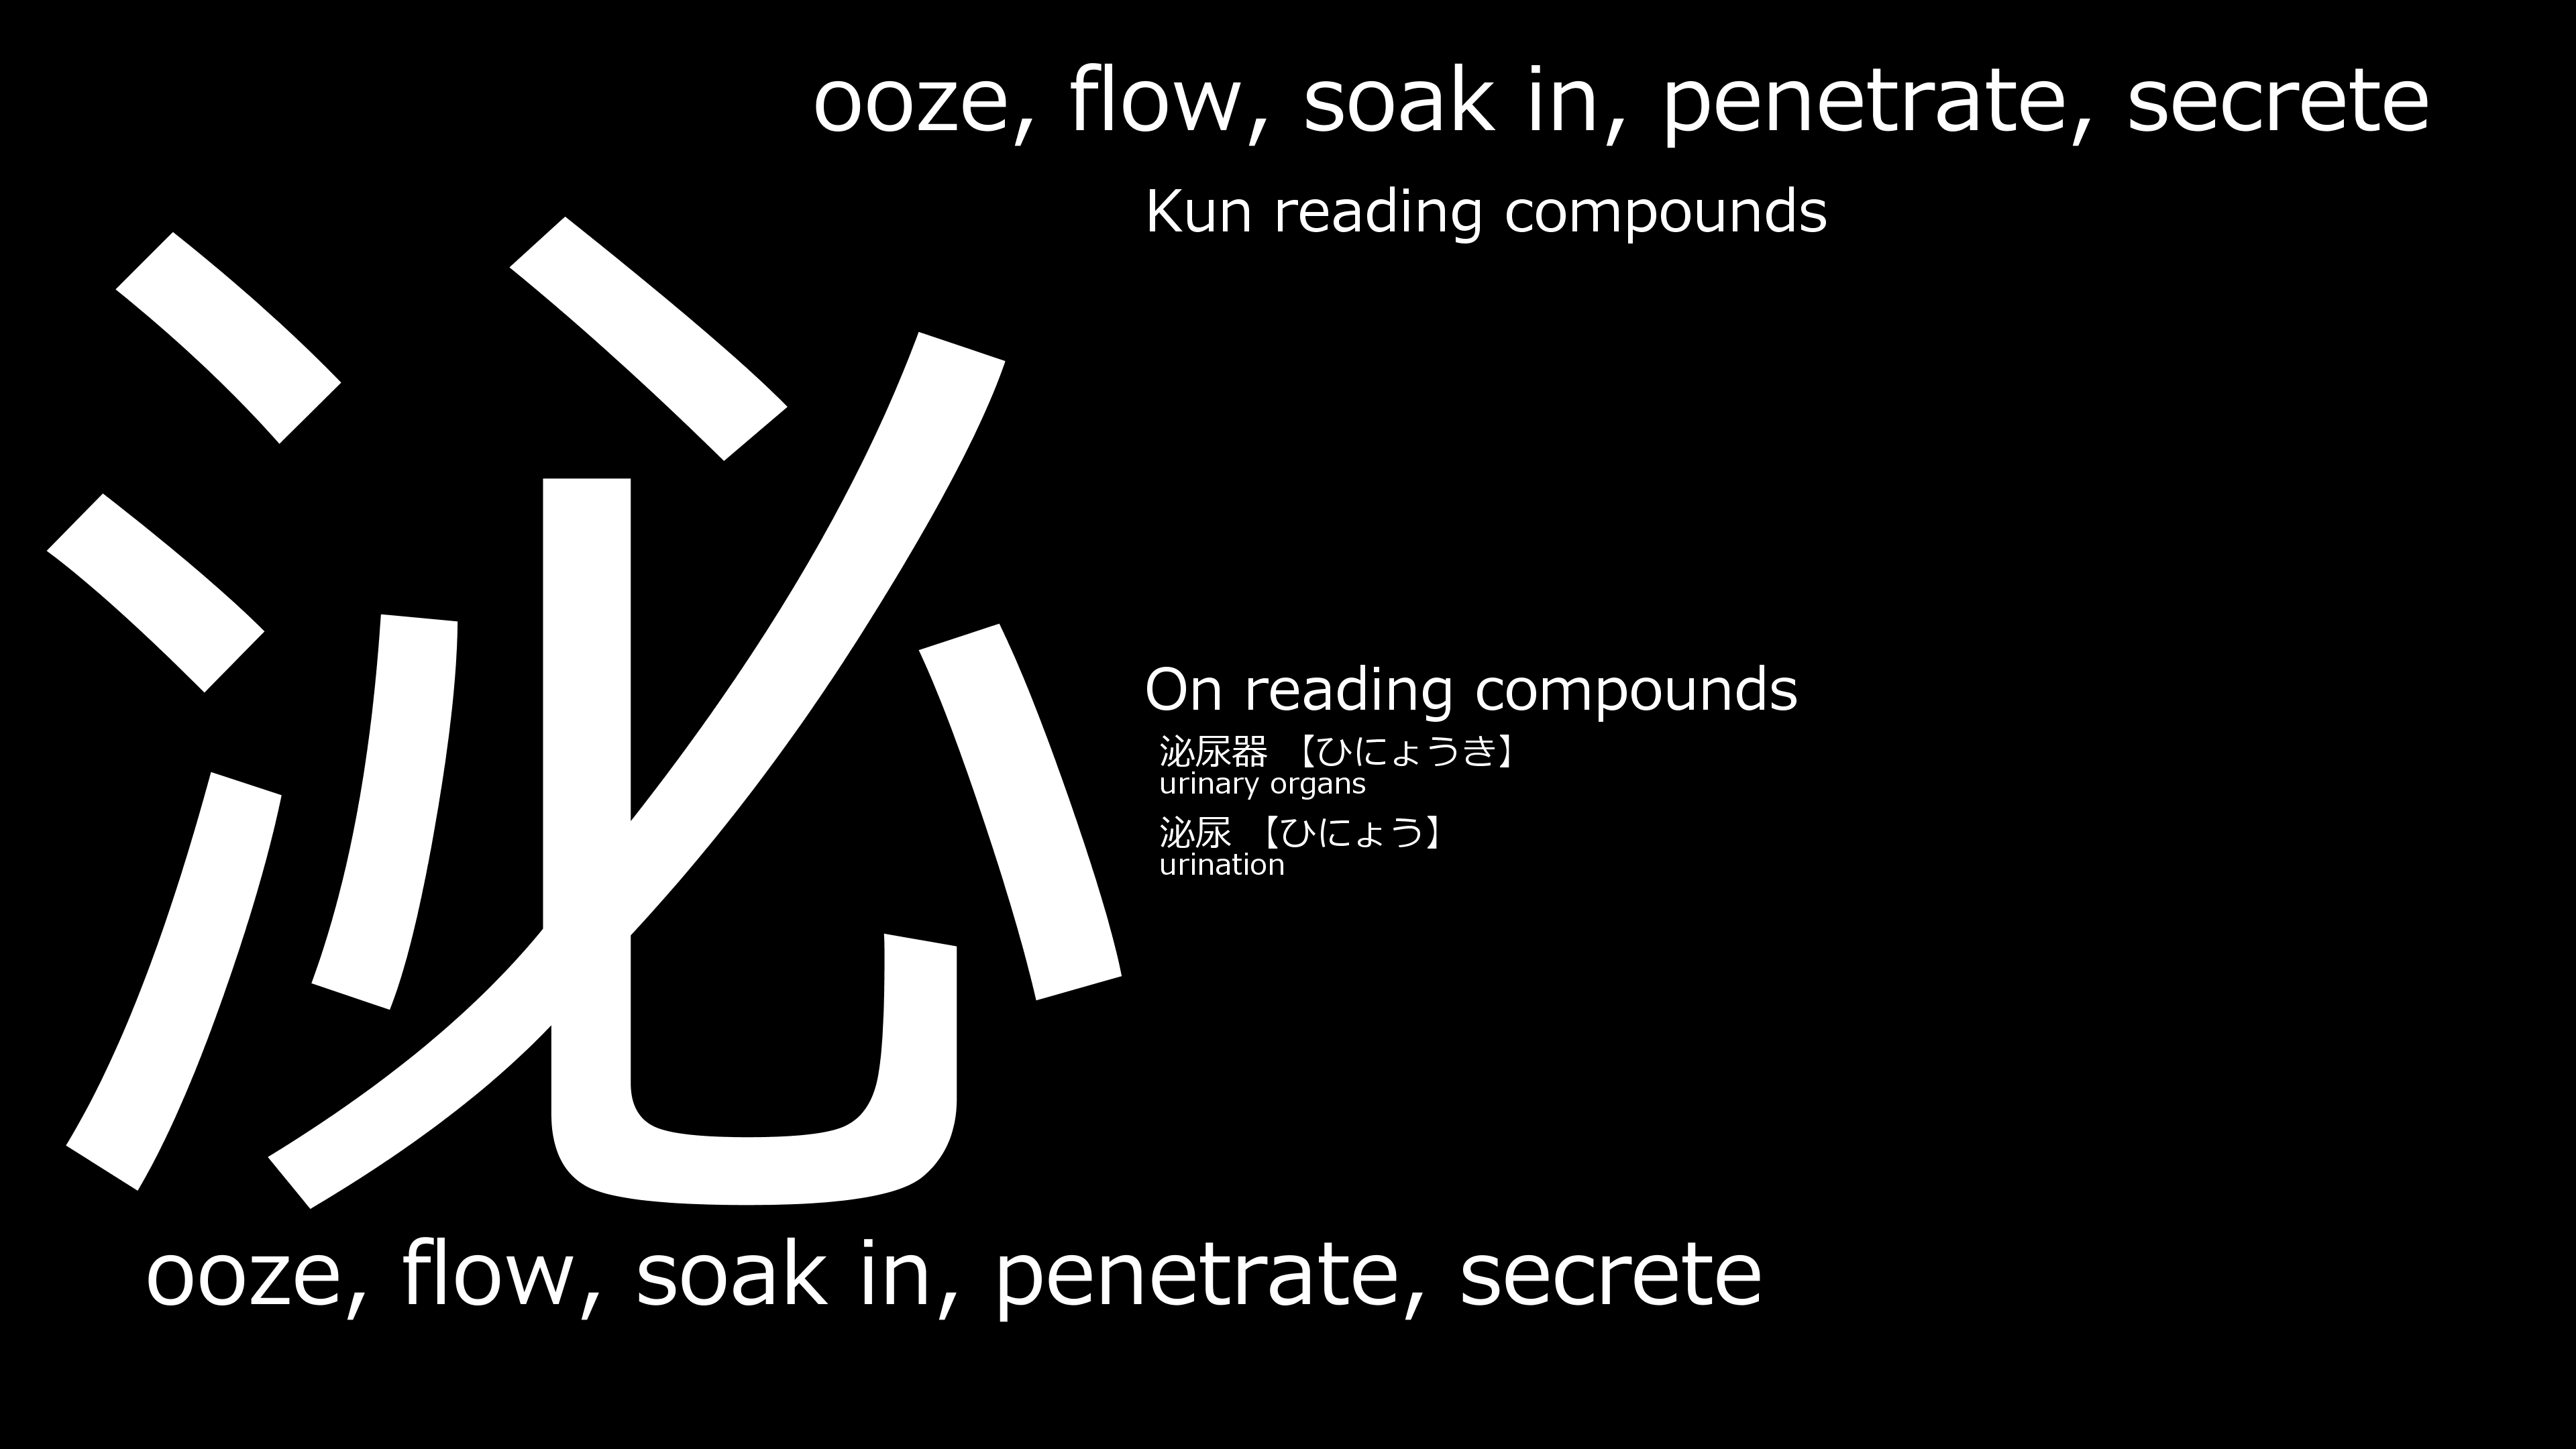 ooze, flow, soak in, penetrate, secrete
Kun reading compounds
泌
On reading compounds
泌尿器 【ひにょうき】
urinary organs
泌尿 【ひにょう】
urination
ooze, flow, soak in, penetrate, secrete